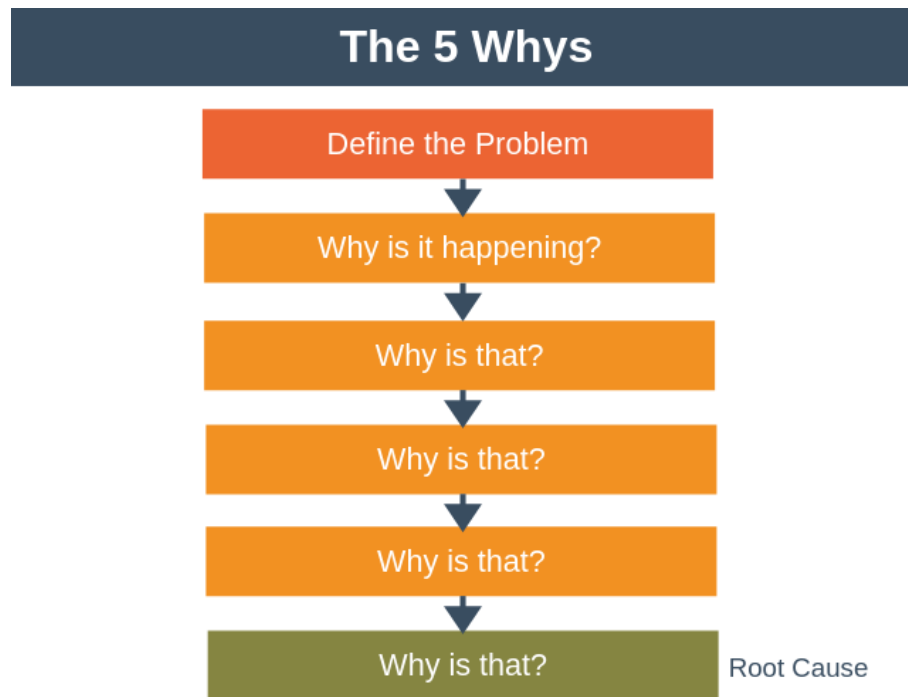 The 5 Whys
Define the Problem
Why is it happening?
Why is that?
Why is that?
Why is that?
Why is that?
Root Cause